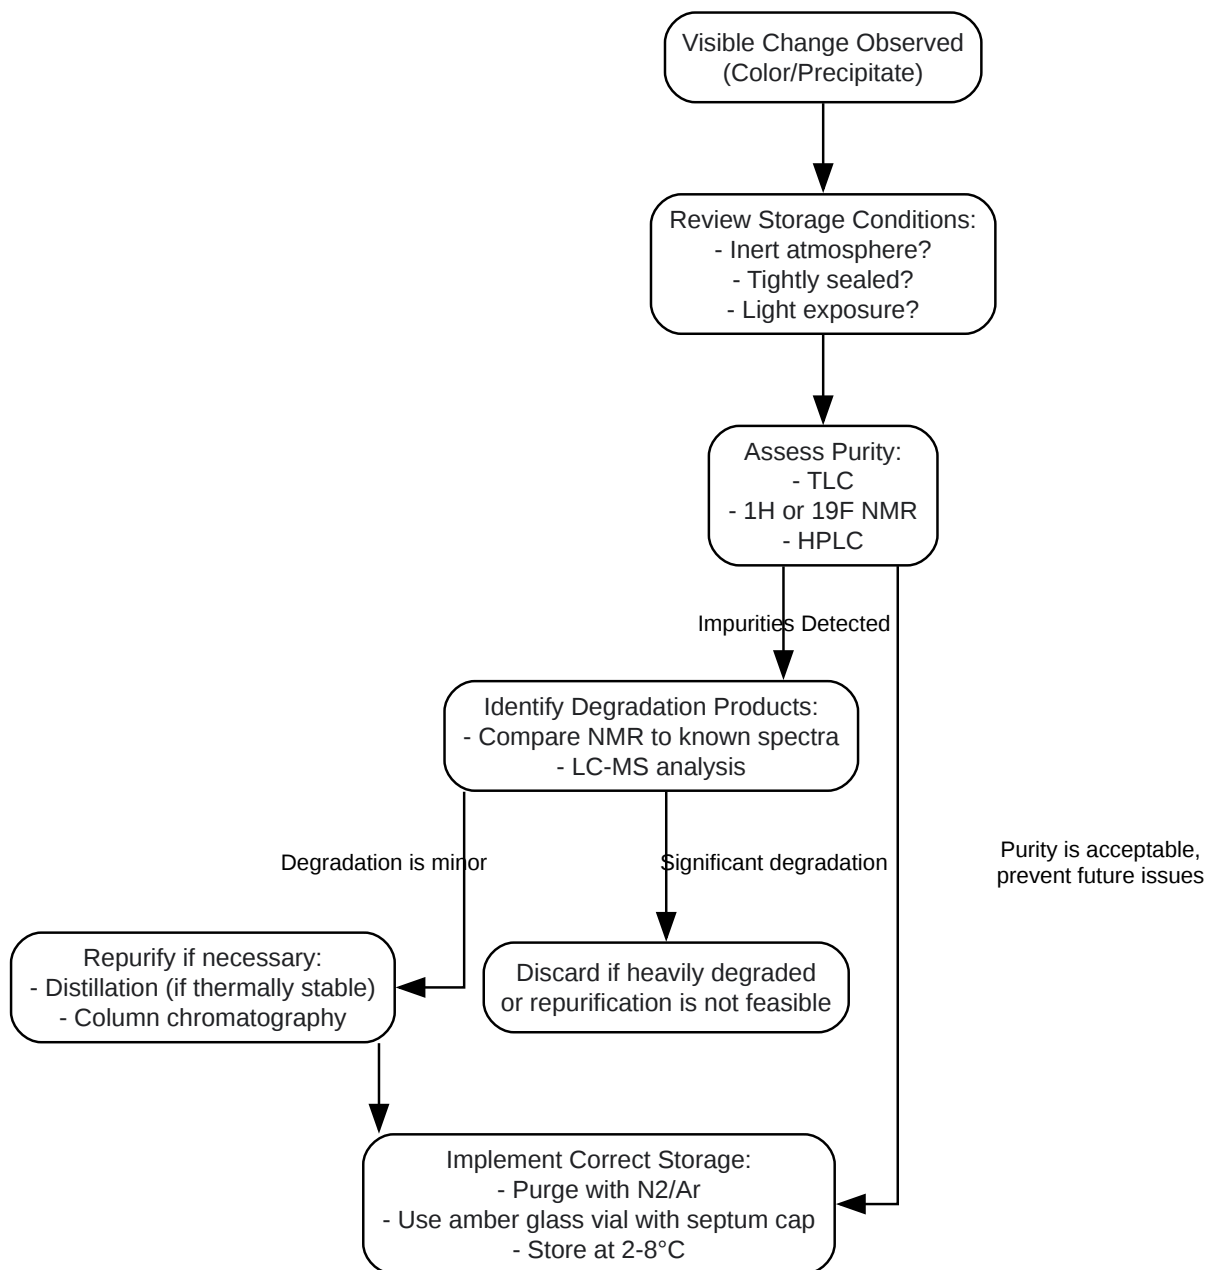 Visible Change Observed
(Color/Precipitate)
Review Storage Conditions:
- Inert atmosphere?
- Tightly sealed?
- Light exposure?
Assess Purity:
- TLC
- 1H or 19F NMR
- HPLC
Impurities Detected
Identify Degradation Products:
- Compare NMR to known spectra
- LC-MS analysis
Degradation is minor
Significant degradation
Purity is acceptable,
prevent future issues
Repurify if necessary:
- Distillation (if thermally stable)
- Column chromatography
Discard if heavily degraded
or repurification is not feasible
Implement Correct Storage:
- Purge with N2/Ar
- Use amber glass vial with septum cap
- Store at 2-8°C